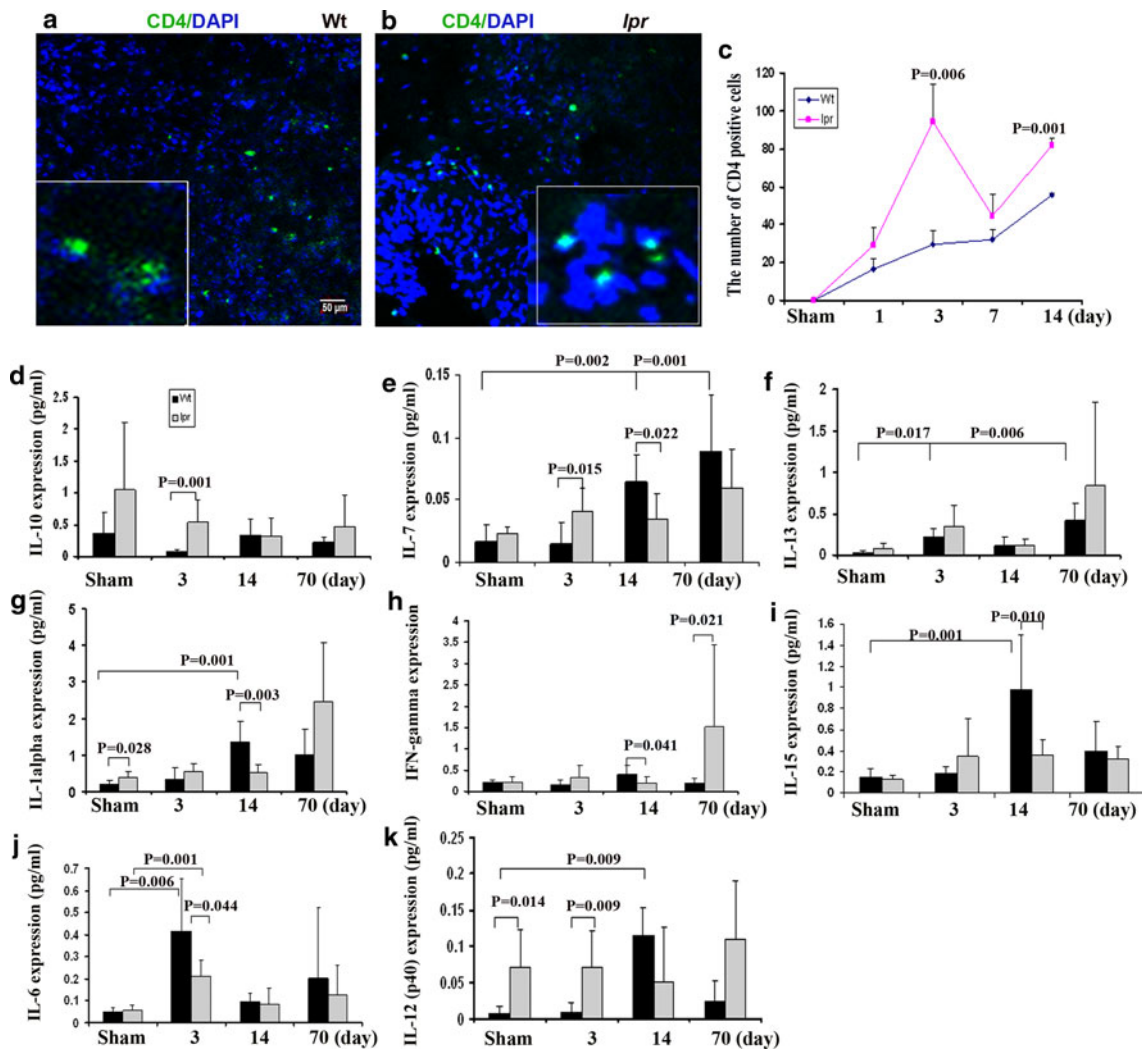 a CD4/DAPI Wt
50 µm
b CD4/DAPI lpr
c
The number of CD4 positive cells
120
100
80
60
40
20
0
Wt
lpr
P=0.006
P=0.001
Sham 1 3 7 14 (day)
d
IL-10 expression (pg/ml)
2.5
2
1.5
1
0.5
0
Wt
lpr
P=0.001
Sham 3 14 70 (day)
e
IL-7 expression (pg/ml)
0.15
0.1
0.05
0
P=0.002 P=0.001
P=0.022
P=0.015
Sham 3 14 70 (day)
f
IL-13 expression (pg/ml)
2
1.5
1
0.5
0
P=0.017 P=0.006
Sham 3 14 70 (day)
g
IL-1alpha expression (pg/ml)
5
4
3
2
1
0
P=0.001
P=0.003
P=0.028
Sham 3 14 70 (day)
h
IFN-gamma expression
4
3.5
3
2.5
2
1.5
1
0.5
0
P=0.021
P=0.041
Sham 3 14 70 (day)
i
IL-15 expression (pg/ml)
1.6
1.4
1.2
1
0.8
0.6
0.4
0.2
0
P=0.010
P=0.001
Sham 3 14 70 (day)
j
IL-6 expression (pg/ml)
0.7
0.6
0.5
0.4
0.3
0.2
0.1
0
P=0.001
P=0.006
P=0.044
Sham 3 14 70 (day)
k
IL-12 (p40) expression (pg/ml)
0.25
0.2
0.15
0.1
0.05
0
P=0.009
P=0.014
P=0.009
Sham 3 14 70 (day)